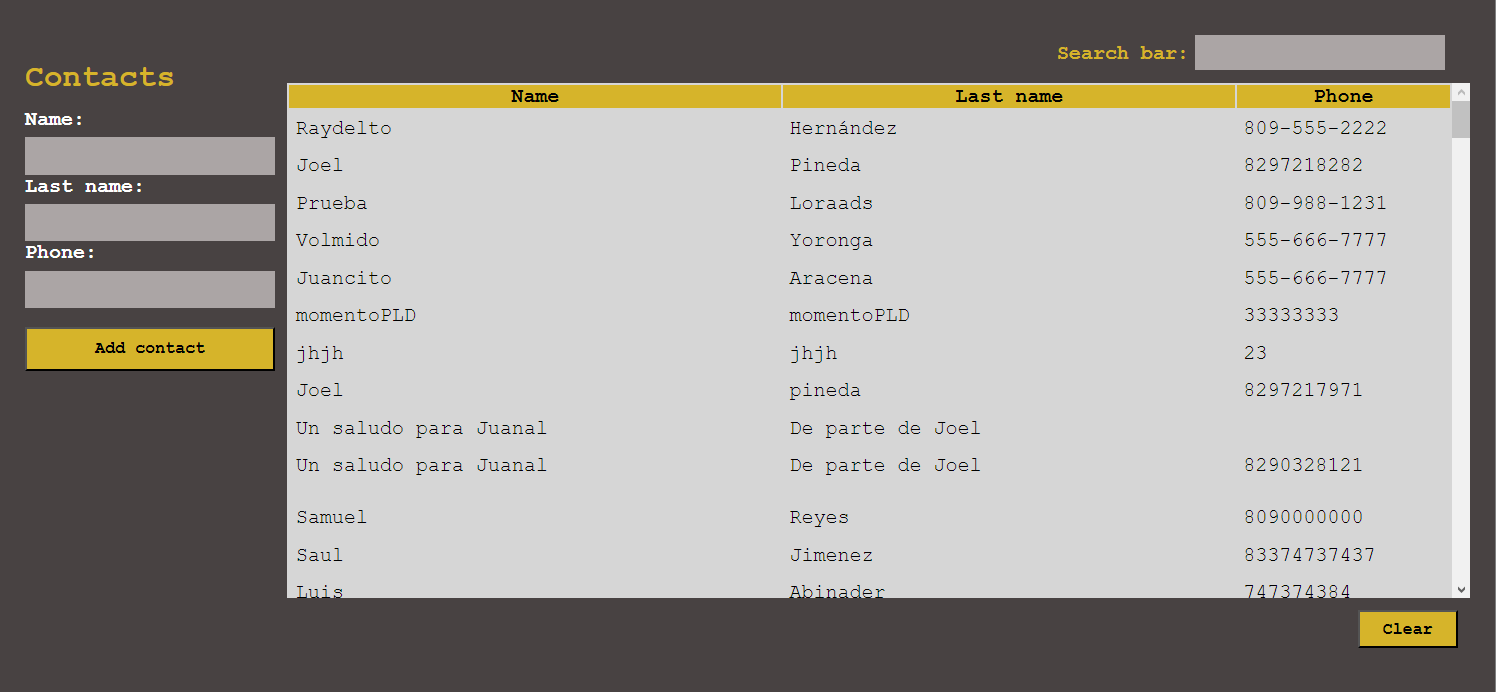 Search bar:
Contacts
Name:
Last name:
Phone:
Add contact
Name Last name Phone
Raydelto Hernández 809-555-2222
Joel Pineda 8297218282
Prueba Loraads 809-988-1231
Volmido Yoronga 555-666-7777
Juancito Aracena 555-666-7777
momentoPLD momentoPLD 33333333
jhjh jhjh 23
Joel pineda 8297217971
Un saludo para Juanal De parte de Joel
Un saludo para Juanal De parte de Joel 8290328121
Samuel Reyes 8090000000
Saul Jimenez 83374737437
Luis Abinader 747374384
Clear